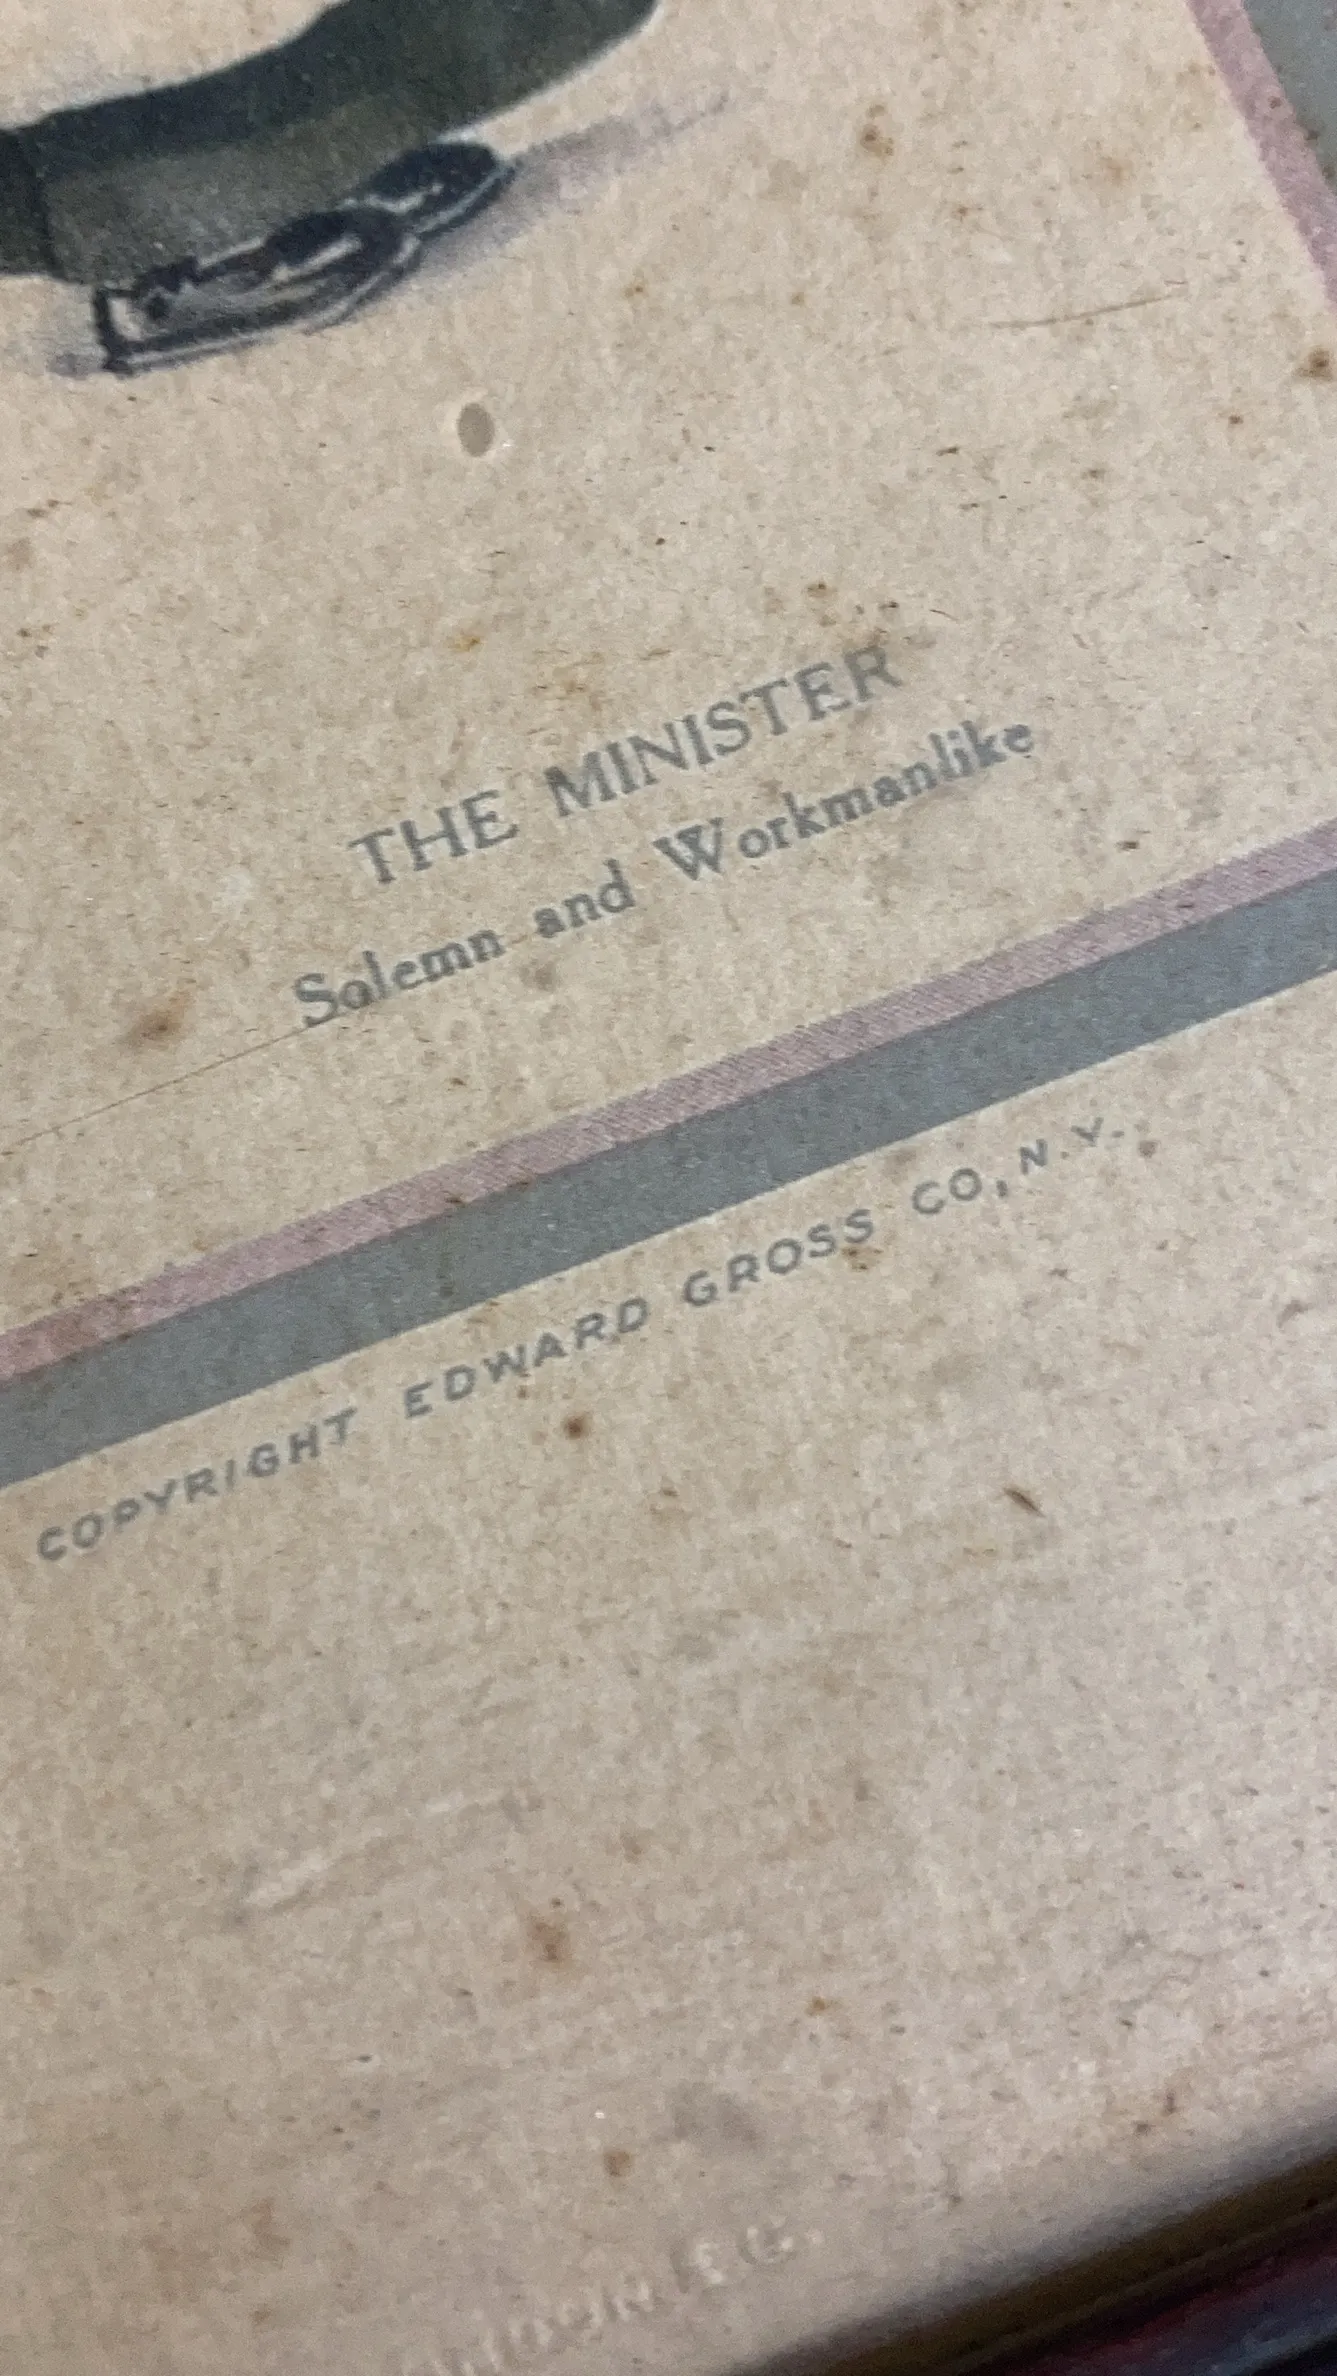 THE MINISTER
Solemn and Workmanlike
COPYRIGHT EDWARD GROSS CO, N.Y.